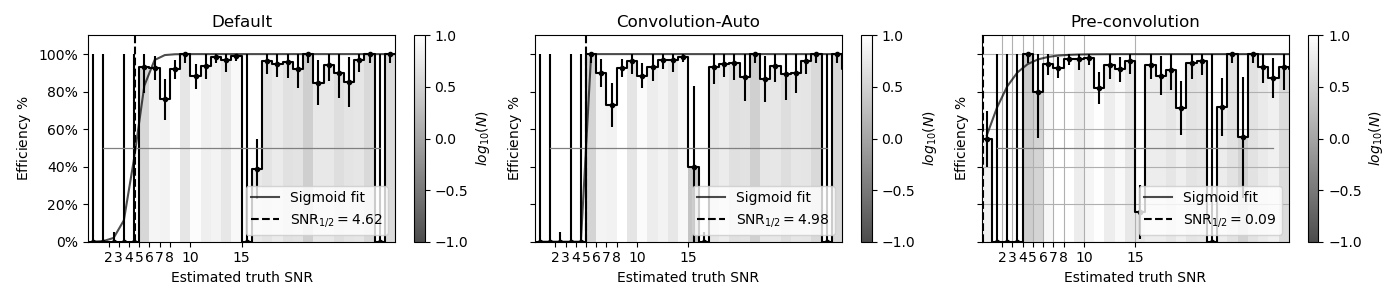 Default
Efficiency %
100%
80%
60%
40%
20%
0%
2 3 4 5 6 7 8 10 15
Estimated truth SNR
Sigmoid fit
SNR1/2 = 4.62
1.0
0.5
0.0
−0.5
−1.0
log10(N)
Convolution-Auto
Efficiency %
2 3 4 5 6 7 8 10 15
Estimated truth SNR
Sigmoid fit
SNR1/2 = 4.98
1.0
0.5
0.0
−0.5
−1.0
log10(N)
Pre-convolution
Efficiency %
2 3 4 5 6 7 8 10 15
Estimated truth SNR
Sigmoid fit
SNR1/2 = 0.09
1.0
0.5
0.0
−0.5
−1.0
log10(N)